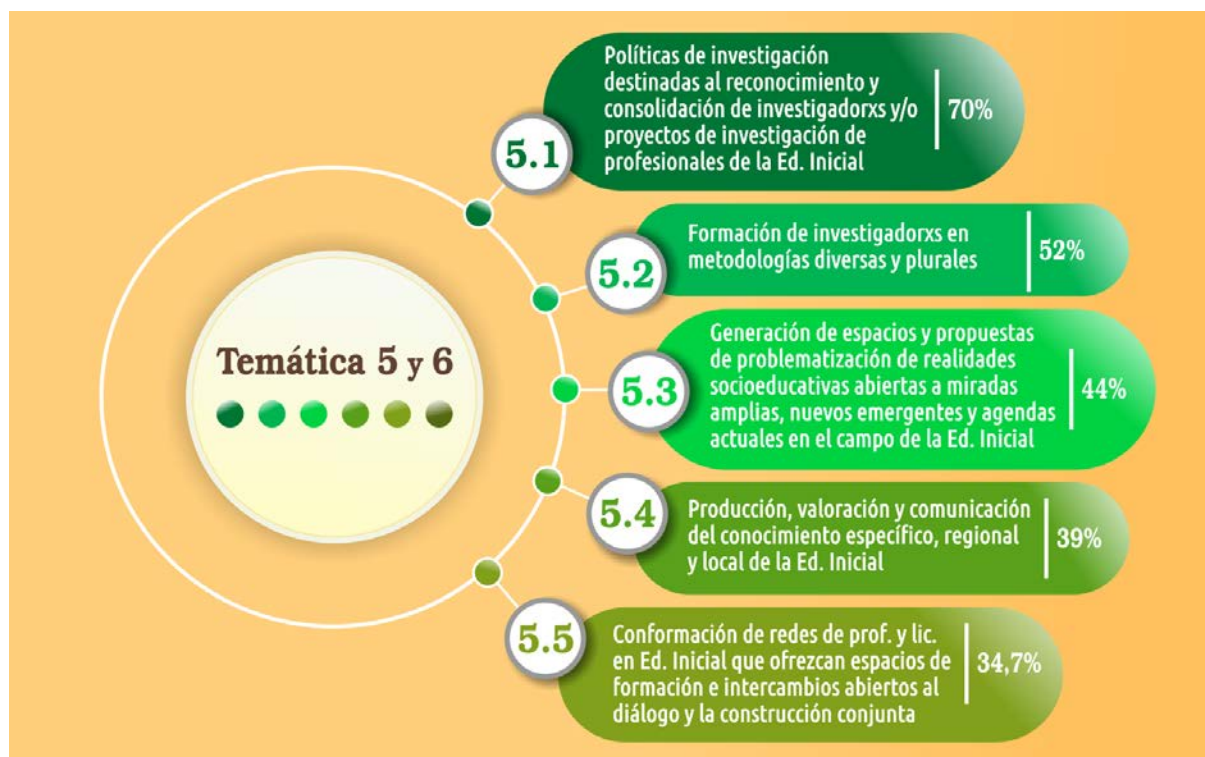 Temática 5 y 6
5.1
Políticas de investigación
destinadas al reconocimiento y
consolidación de investigadorxs y/o
proyectos de investigación de
profesionales de la Ed. Inicial
70%
5.2
Formación de investigadorxs en
metodologías diversas y plurales
52%
5.3
Generación de espacios y propuestas
de problematización de realidades
socioeducativas abiertas a miradas
amplias, nuevos emergentes y agendas
actuales en el campo de la Ed. Inicial
44%
5.4
Producción, valoración y comunicación
del conocimiento específico, regional
y local de la Ed. Inicial
39%
5.5
Conformación de redes de prof. y lic.
en Ed. Inicial que ofrezcan espacios de
formación e intercambios abiertos al
diálogo y la construcción conjunta
34,7%